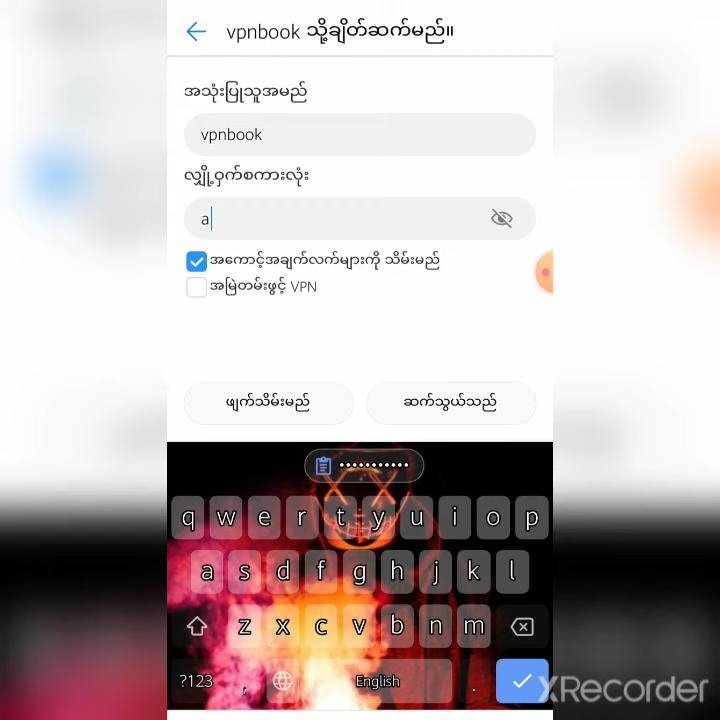 vpnbook သို့ချိတ်ဆက်မည်။
အသုံးပြုသူအမည်
vpnbook
လျှို့ဝှက်စကားလုံး
a
အကောင့်အချက်လက်များကို သိမ်းမည်
အမြဲတမ်းဖွင့် VPN
ဖျက်သိမ်းမည်
ဆက်သွယ်သည်
•••••••••••
q w e r t y u i o p
a s d f g h j k l
z x c v b n m
?123 , English .
XRecorder